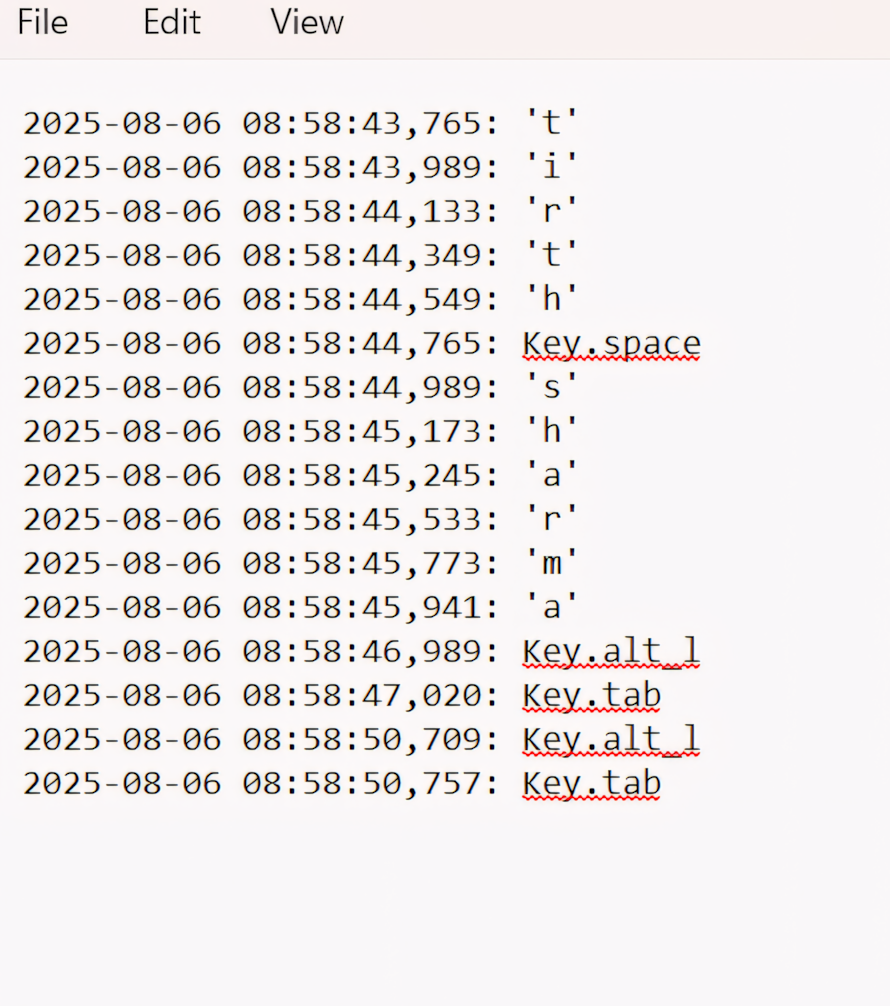 File Edit View
2025-08-06 08:58:43,765: 't'
2025-08-06 08:58:43,989: 'i'
2025-08-06 08:58:44,133: 'r'
2025-08-06 08:58:44,349: 't'
2025-08-06 08:58:44,549: 'h'
2025-08-06 08:58:44,765: Key.space
2025-08-06 08:58:44,989: 's'
2025-08-06 08:58:45,173: 'h'
2025-08-06 08:58:45,245: 'a'
2025-08-06 08:58:45,533: 'r'
2025-08-06 08:58:45,773: 'm'
2025-08-06 08:58:45,941: 'a'
2025-08-06 08:58:46,989: Key.alt_l
2025-08-06 08:58:47,020: Key.tab
2025-08-06 08:58:50,709: Key.alt_l
2025-08-06 08:58:50,757: Key.tab